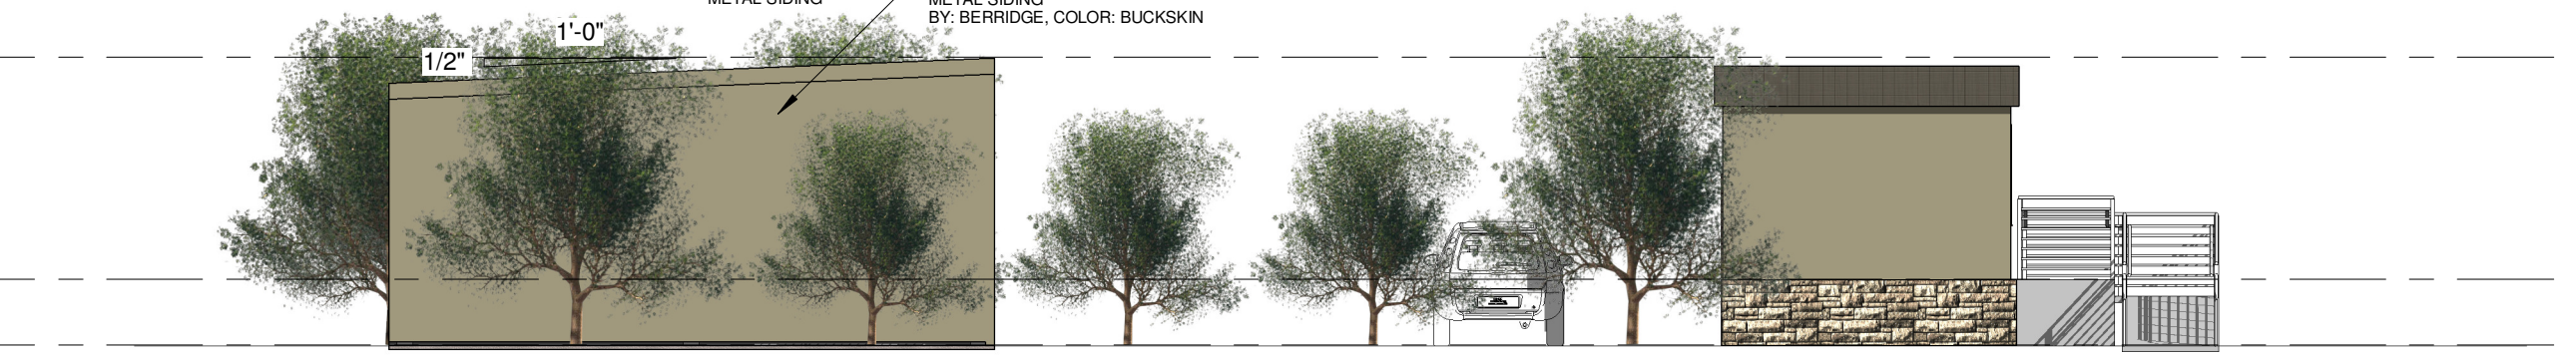 METAL SIDING
METAL SIDING
BY: BERRIDGE, COLOR: BUCKSKIN
1'-0"
1/2"